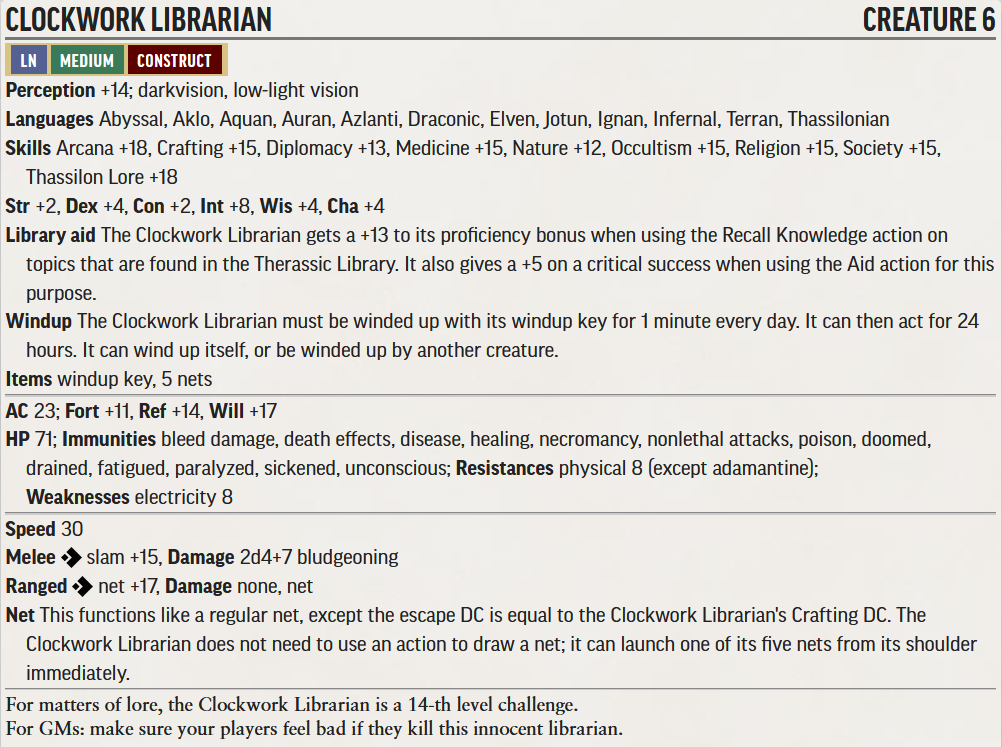 CLOCKWORK LIBRARIAN CREATURE 6
LN MEDIUM CONSTRUCT
Perception +14; darkvision, low-light vision
Languages Abyssal, Aklo, Aquan, Auran, Azlanti, Draconic, Elven, Jotun, Ignan, Infernal, Terran, Thassilonian
Skills Arcana +18, Crafting +15, Diplomacy +13, Medicine +15, Nature +12, Occultism +15, Religion +15, Society +15,
Thassilon Lore +18
Str +2, Dex +4, Con +2, Int +8, Wis +4, Cha +4
Library aid The Clockwork Librarian gets a +13 to its proficiency bonus when using the Recall Knowledge action on
topics that are found in the Therassic Library. It also gives a +5 on a critical success when using the Aid action for this
purpose.
Windup The Clockwork Librarian must be winded up with its windup key for 1 minute every day. It can then act for 24
hours. It can wind up itself, or be winded up by another creature.
Items windup key, 5 nets
AC 23; Fort +11, Ref +14, Will +17
HP 71; Immunities bleed damage, death effects, disease, healing, necromancy, nonlethal attacks, poison, doomed,
drained, fatigued, paralyzed, sickened, unconscious; Resistances physical 8 (except adamantine);
Weaknesses electricity 8
Speed 30
Melee slam +15, Damage 2d4+7 bludgeoning
Ranged net +17, Damage none, net
Net This functions like a regular net, except the escape DC is equal to the Clockwork Librarian's Crafting DC. The
Clockwork Librarian does not need to use an action to draw a net; it can launch one of its five nets from its shoulder
immediately.
For matters of lore, the Clockwork Librarian is a 14-th level challenge.
For GMs: make sure your players feel bad if they kill this innocent librarian.